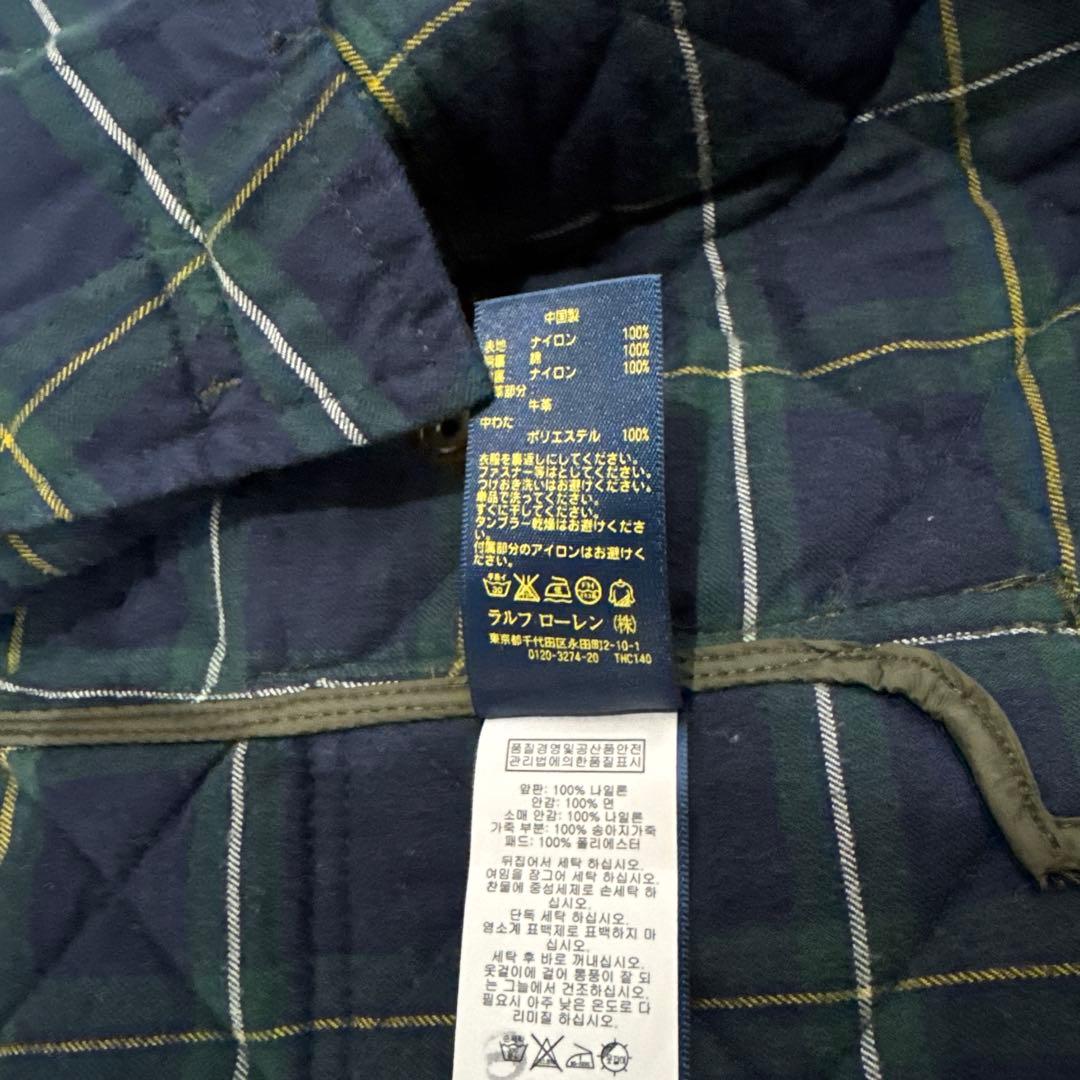 中国製
表地 ナイロン 100%
綿 100%
ナイロン 100%
革部分:
牛革
中わた
ポリエステル 100%
衣服を裏返しにしてください。
ファスナー等はとしてください。
つけおき洗いはお避けください。
単品で洗ってください。
すぐに干してください。
タンブラー乾燥はお避けくださ
い。
付属部分のアイロンはお避けく
ださい。
手洗イ
30
ドライ
ラルフ ローレン (株)
東京都千代田区永田町2-10-1
0120-3274-20 THC140
품질경영및공산품안전
관리법에의한품질표시
앞판: 100% 나일론
안감: 100% 면
소매 안감: 100% 나일론
가죽 부분: 100% 송아지가죽
패드: 100% 폴리에스터
뒤집어서 세탁 하십시오.
여밈을 잠그어 세탁 하십시오.
찬물에 중성세제로 손세탁 하
십시오.
단독 세탁 하십시오.
염소계 표백제로 표백하지 마
십시오.
세탁 후 바로 꺼내십시오.
옷걸이에 걸어 통풍이 잘 되
는 그늘에서 건조하십시오.
필요시 아주 낮은 온도로 다
리미질 하십시오.